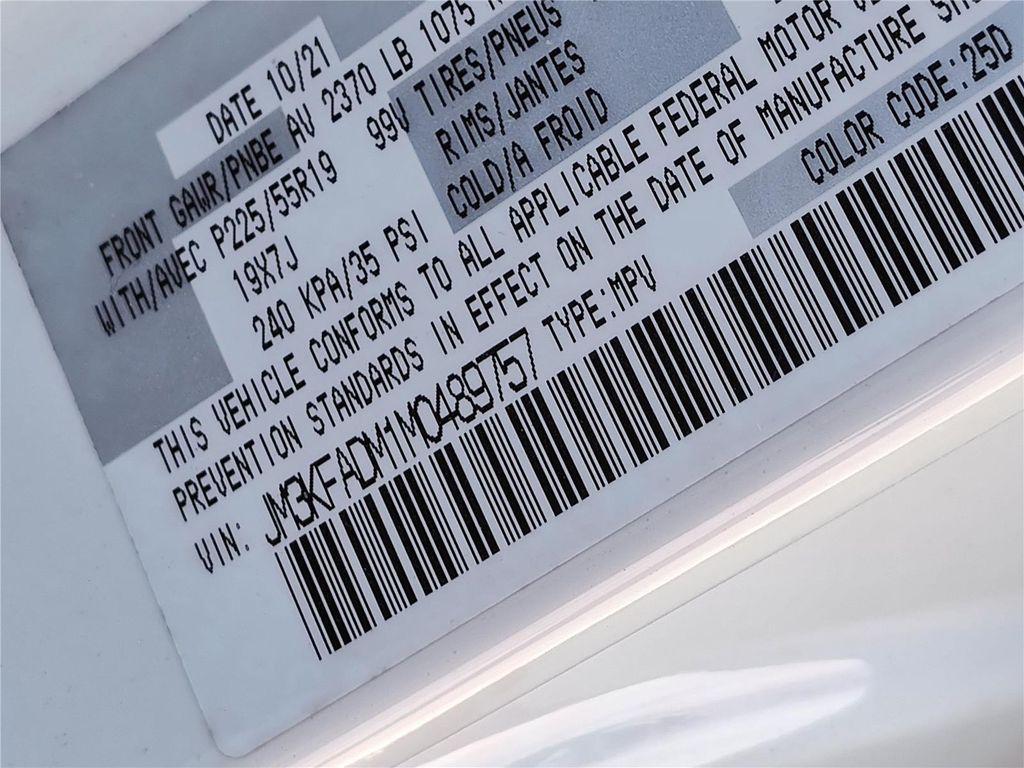 DATE 10/21
FRONT GAWR/PNBE AV 2370 LB 1075
WITH/AVEC P225/55R19 99V TIRES/PNEUS
19X7J RIMS/JANTES
240 KPA/35 PSI COLD/A FROID
THIS VEHICLE CONFORMS TO ALL APPLICABLE FEDERAL MOTOR
PREVENTION STANDARDS IN EFFECT ON THE DATE OF MANUFACTURE
VIN: JM3KFADM1M0489757 TYPE:MPV COLOR CODE:25D